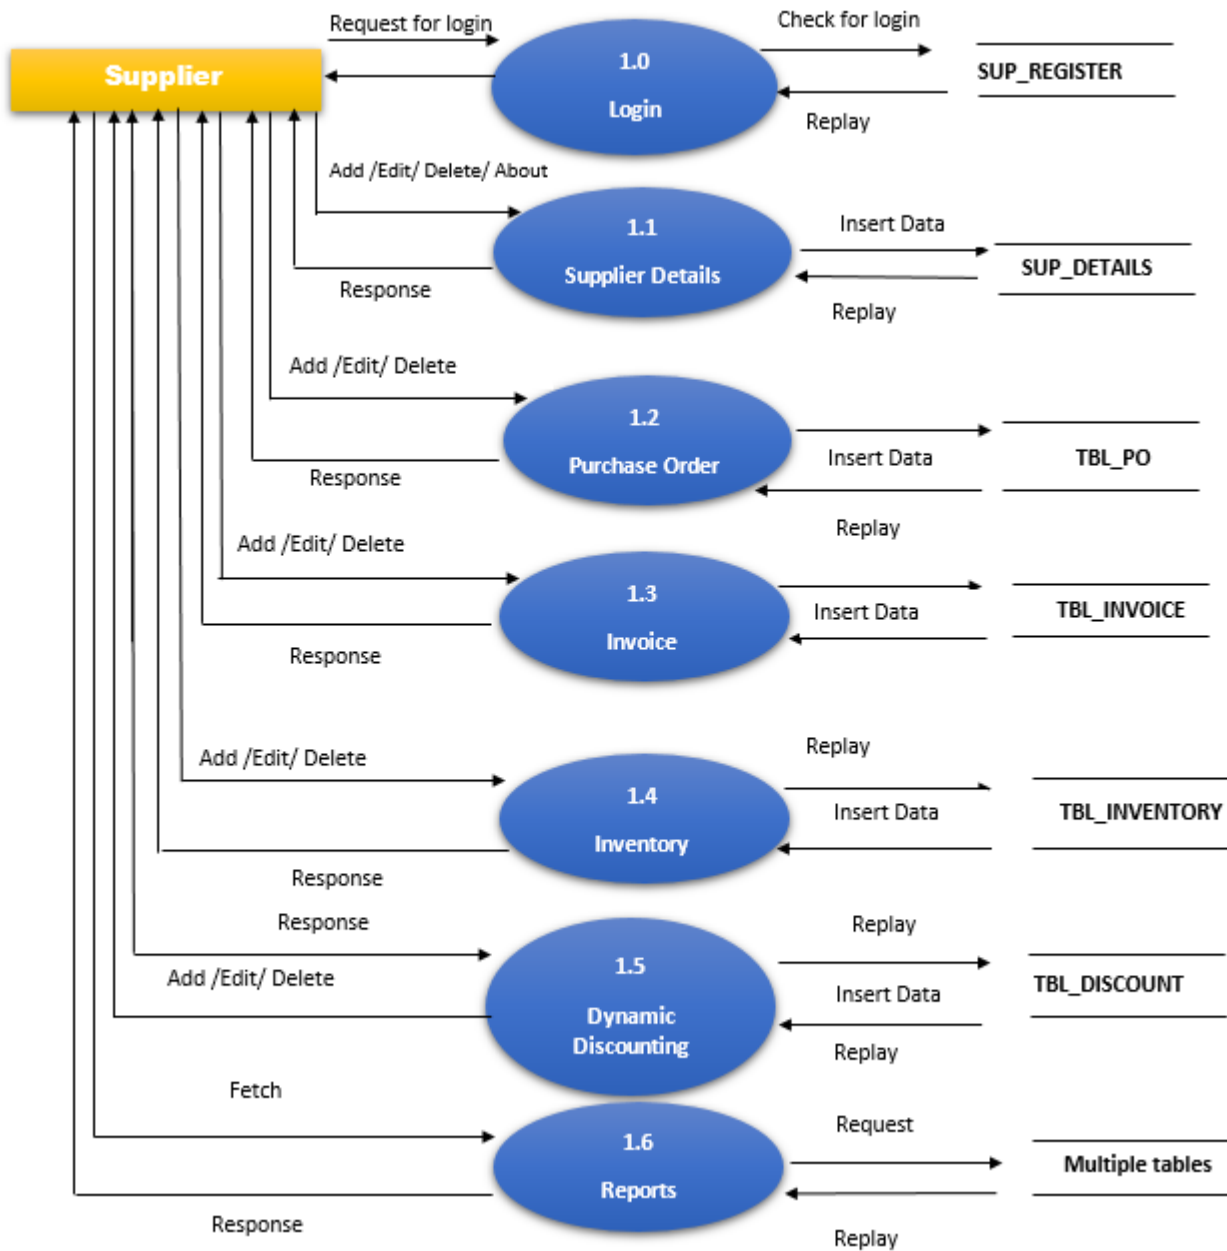 Request for login
Check for login
Supplier
1.0
Login
SUP_REGISTER
Replay
Add /Edit/ Delete/ About
1.1
Supplier Details
Insert Data
SUP_DETAILS
Response
Replay
Add /Edit/ Delete
1.2
Purchase Order
Insert Data
TBL_PO
Response
Replay
Add /Edit/ Delete
1.3
Invoice
Insert Data
TBL_INVOICE
Response
Replay
Add /Edit/ Delete
1.4
Inventory
Insert Data
TBL_INVENTORY
Response
Response
Replay
Add /Edit/ Delete
1.5
Dynamic
Discounting
Insert Data
TBL_DISCOUNT
Replay
Fetch
Request
1.6
Reports
Multiple tables
Response
Replay